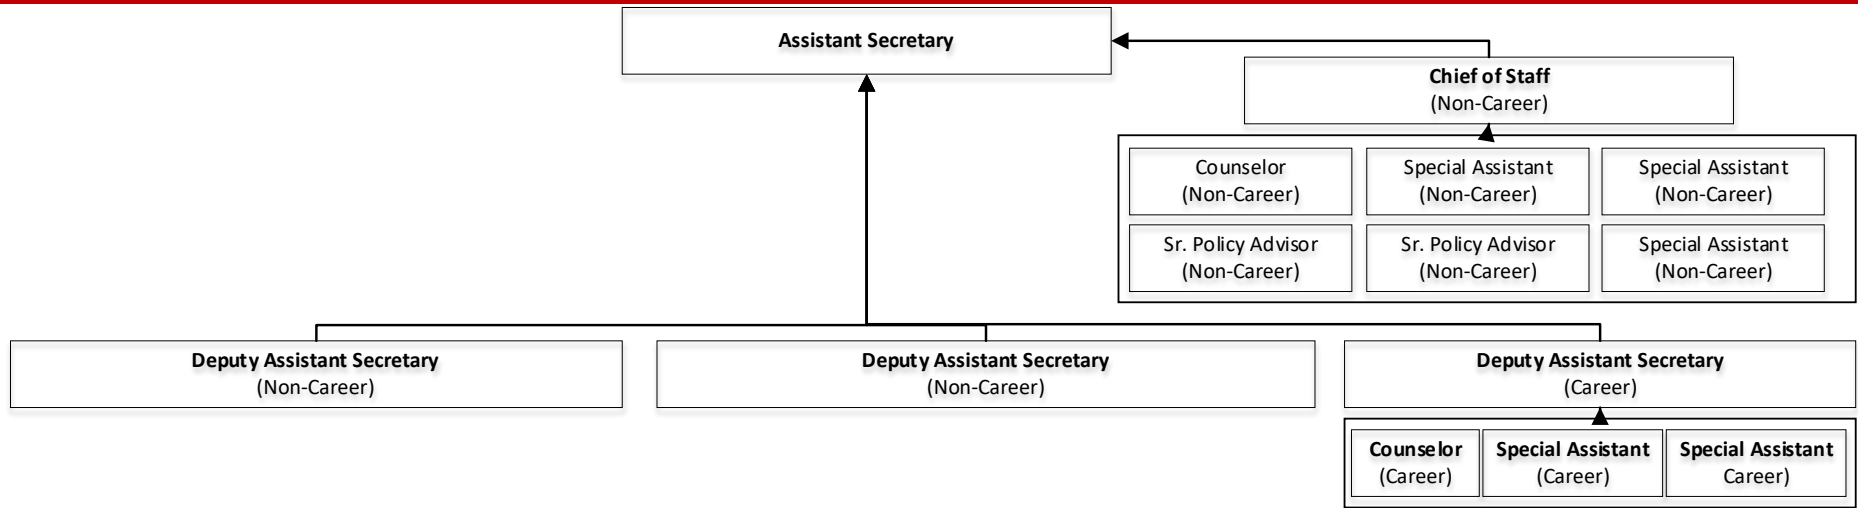 Assistant Secretary
Chief of Staff
(Non-Career)
Counselor
(Non-Career)
Special Assistant
(Non-Career)
Special Assistant
(Non-Career)
Sr. Policy Advisor
(Non-Career)
Sr. Policy Advisor
(Non-Career)
Special Assistant
(Non-Career)
Deputy Assistant Secretary
(Non-Career)
Deputy Assistant Secretary
(Non-Career)
Deputy Assistant Secretary
(Career)
Counselor
(Career)
Special Assistant
(Career)
Special Assistant
Career)